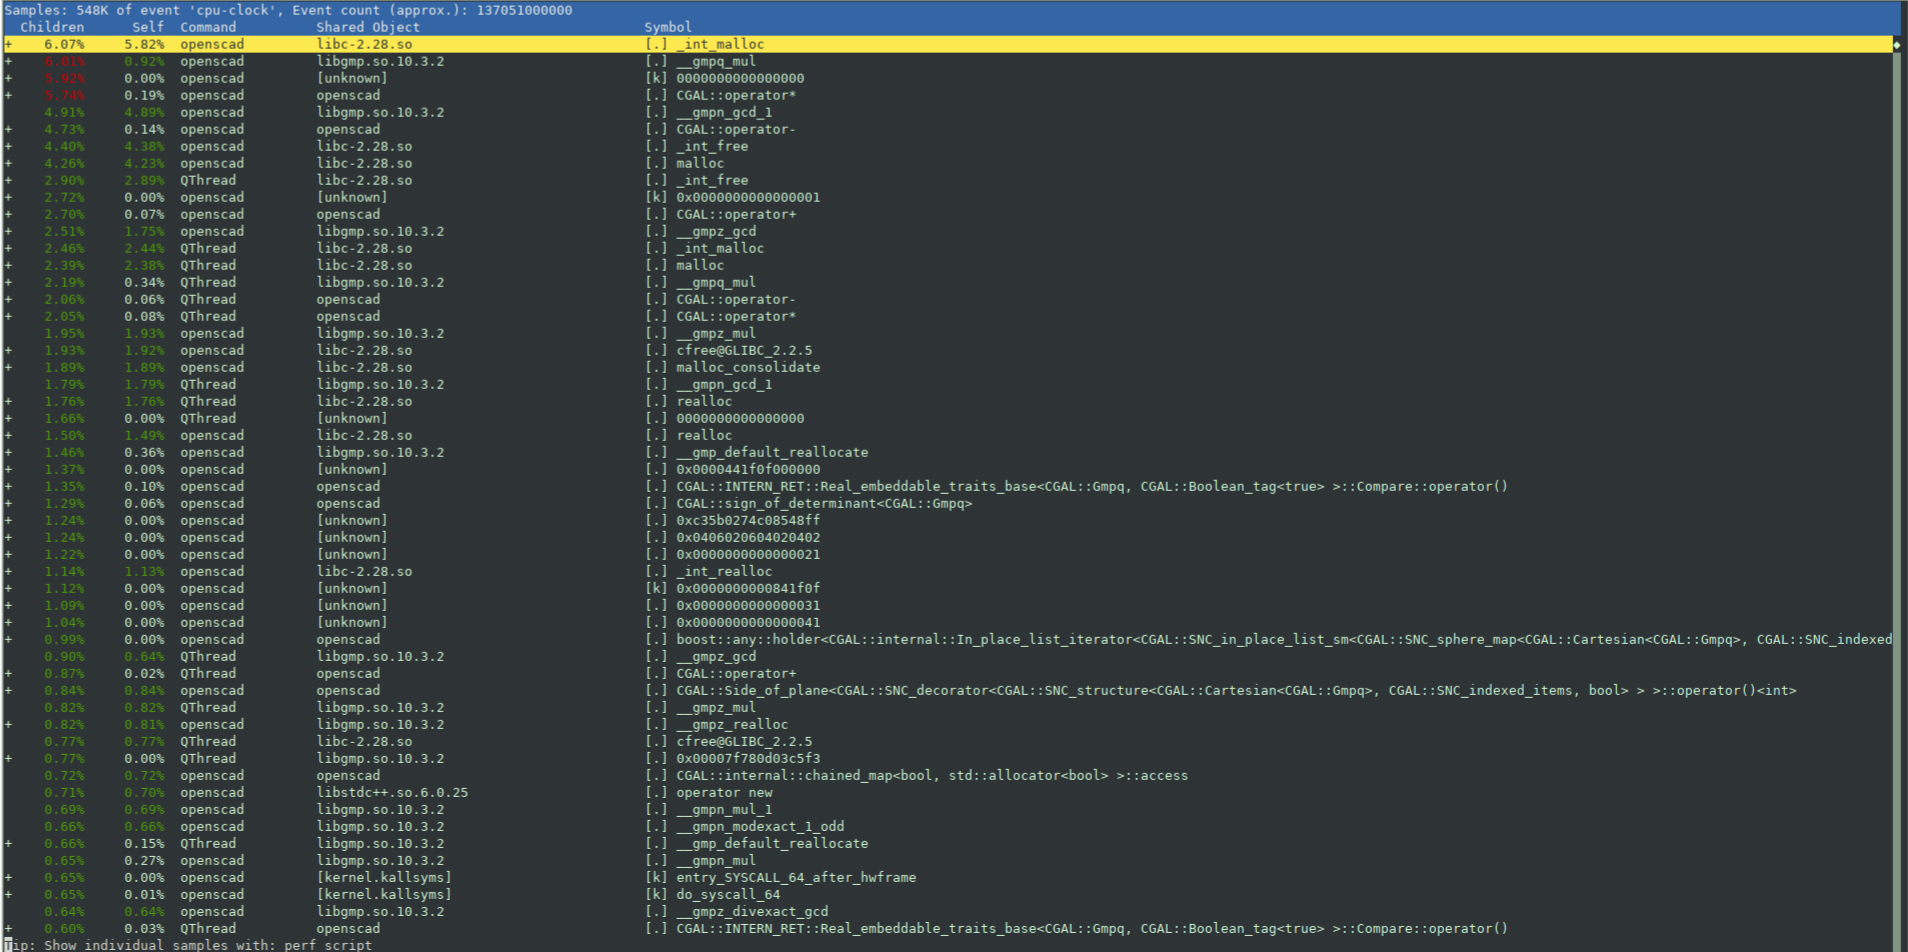 Samples: 548K of event 'cpu-clock', Event count (approx.): 137051000000
Children Self Command Shared Object Symbol
+ 6.07% 5.82% openscad libc-2.28.so [.] _int_malloc
+ 6.01% 0.92% openscad libgmp.so.10.3.2 [.] __gmpq_mul
+ 5.92% 0.00% openscad [unknown] [k] 0000000000000000
+ 5.74% 0.19% openscad openscad [.] CGAL::operator*
4.91% 4.89% openscad libgmp.so.10.3.2 [.] __gmpn_gcd_1
+ 4.73% 0.14% openscad openscad [.] CGAL::operator-
+ 4.40% 4.38% openscad libc-2.28.so [.] _int_free
+ 4.26% 4.23% openscad libc-2.28.so [.] malloc
+ 2.90% 2.89% QThread libc-2.28.so [.] _int_free
+ 2.72% 0.00% openscad [unknown] [k] 0x0000000000000001
+ 2.70% 0.07% openscad openscad [.] CGAL::operator+
+ 2.51% 1.75% openscad libgmp.so.10.3.2 [.] __gmpz_gcd
+ 2.46% 2.44% QThread libc-2.28.so [.] _int_malloc
+ 2.39% 2.38% QThread libc-2.28.so [.] malloc
+ 2.19% 0.34% QThread libgmp.so.10.3.2 [.] __gmpq_mul
+ 2.06% 0.06% QThread openscad [.] CGAL::operator-
+ 2.05% 0.08% QThread openscad [.] CGAL::operator*
1.95% 1.93% openscad libgmp.so.10.3.2 [.] __gmpz_mul
+ 1.93% 1.92% openscad libc-2.28.so [.] cfree@GLIBC_2.2.5
+ 1.89% 1.89% openscad libc-2.28.so [.] malloc_consolidate
1.79% 1.79% QThread libgmp.so.10.3.2 [.] __gmpn_gcd_1
+ 1.76% 1.76% QThread libc-2.28.so [.] realloc
+ 1.66% 0.00% QThread [unknown] [.] 0000000000000000
+ 1.50% 1.49% openscad libc-2.28.so [.] realloc
+ 1.46% 0.36% openscad libgmp.so.10.3.2 [.] __gmp_default_reallocate
+ 1.37% 0.00% openscad [unknown] [.] 0x0000441f0f000000
+ 1.35% 0.10% openscad openscad [.] CGAL::INTERN_RET::Real_embeddable_traits_base<CGAL::Gmpq, CGAL::Boolean_tag<true> >::Compare::operator()
+ 1.29% 0.06% openscad openscad [.] CGAL::sign_of_determinant<CGAL::Gmpq>
+ 1.24% 0.00% openscad [unknown] [.] 0xc35b0274c08548ff
+ 1.24% 0.00% openscad [unknown] [.] 0x0406020604020402
+ 1.22% 0.00% openscad [unknown] [.] 0x0000000000000021
+ 1.14% 1.13% openscad libc-2.28.so [.] _int_realloc
+ 1.12% 0.00% openscad [unknown] [k] 0x0000000000841f0f
+ 1.09% 0.00% openscad [unknown] [.] 0x0000000000000031
+ 1.04% 0.00% openscad [unknown] [.] 0x0000000000000041
+ 0.99% 0.00% openscad openscad [.] boost::any::holder<CGAL::internal::In_place_list_iterator<CGAL::SNC_in_place_list_sm<CGAL::SNC_sphere_map<CGAL::Cartesian<CGAL::Gmpq>, CGAL::SNC_indexed
0.90% 0.64% QThread libgmp.so.10.3.2 [.] __gmpz_gcd
+ 0.87% 0.02% QThread openscad [.] CGAL::operator+
+ 0.84% 0.84% openscad openscad [.] CGAL::Side_of_plane<CGAL::SNC_decorator<CGAL::SNC_structure<CGAL::Cartesian<CGAL::Gmpq>, CGAL::SNC_indexed_items, bool> > >::operator()<int>
0.82% 0.82% QThread libgmp.so.10.3.2 [.] __gmpz_mul
+ 0.82% 0.81% openscad libgmp.so.10.3.2 [.] __gmpz_realloc
0.77% 0.77% QThread libc-2.28.so [.] cfree@GLIBC_2.2.5
+ 0.77% 0.00% QThread libgmp.so.10.3.2 [.] 0x00007f780d03c5f3
0.72% 0.72% openscad openscad [.] CGAL::internal::chained_map<bool, std::allocator<bool> >::access
0.71% 0.70% openscad libstdc++.so.6.0.25 [.] operator new
0.69% 0.69% openscad libgmp.so.10.3.2 [.] __gmpn_mul_1
0.66% 0.66% openscad libgmp.so.10.3.2 [.] __gmpn_modexact_1_odd
+ 0.66% 0.15% QThread libgmp.so.10.3.2 [.] __gmp_default_reallocate
0.65% 0.27% openscad libgmp.so.10.3.2 [.] __gmpn_mul
+ 0.65% 0.00% openscad [kernel.kallsyms] [k] entry_SYSCALL_64_after_hwframe
+ 0.65% 0.01% openscad [kernel.kallsyms] [k] do_syscall_64
0.64% 0.64% openscad libgmp.so.10.3.2 [.] __gmpz_divexact_gcd
+ 0.60% 0.03% QThread openscad [.] CGAL::INTERN_RET::Real_embeddable_traits_base<CGAL::Gmpq, CGAL::Boolean_tag<true> >::Compare::operator()
Tip: Show individual samples with: perf script